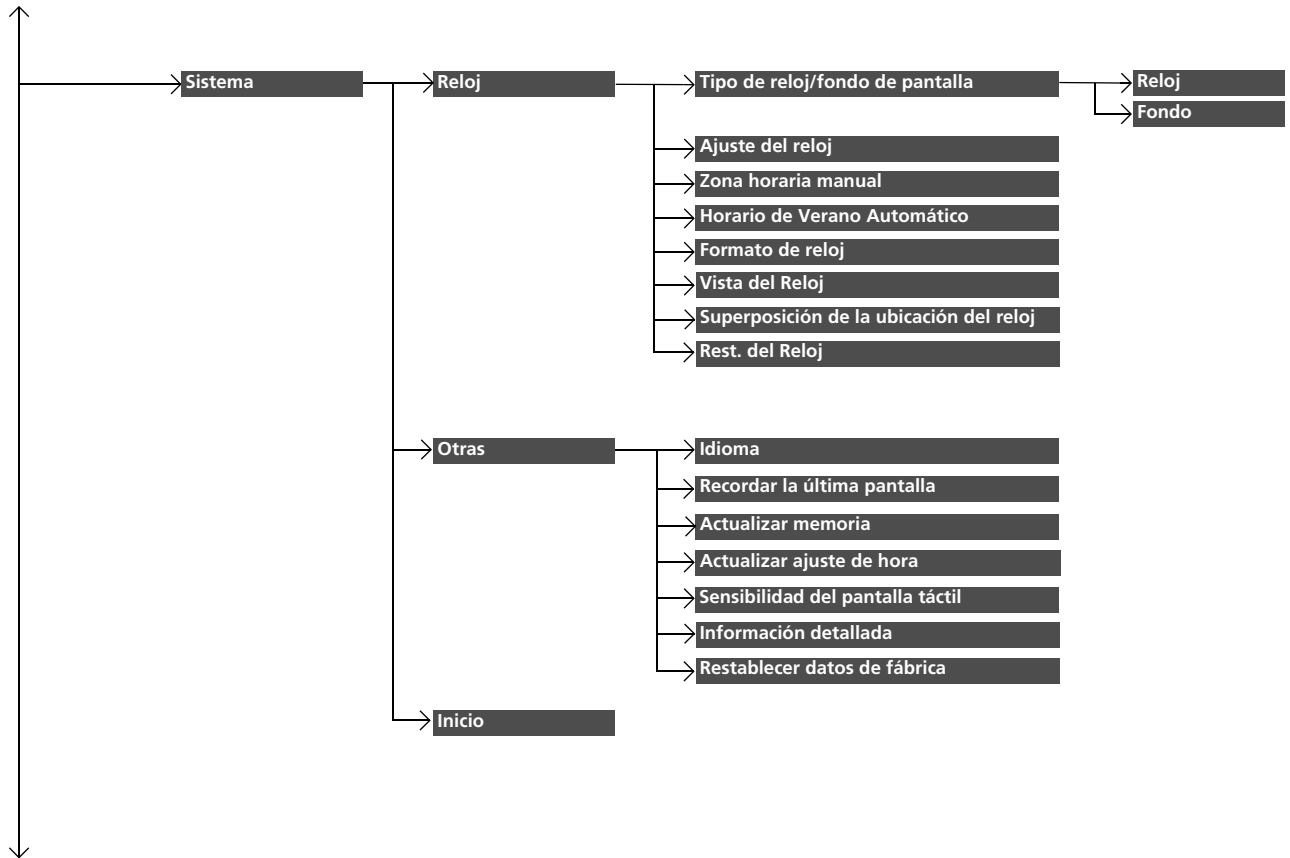 Sistema
Reloj
Tipo de reloj/fondo de pantalla
Reloj
Fondo
Ajuste del reloj
Zona horaria manual
Horario de Verano Automático
Formato de reloj
Vista del Reloj
Superposición de la ubicación del reloj
Rest. del Reloj
Otras
Idioma
Recordar la última pantalla
Actualizar memoria
Actualizar ajuste de hora
Sensibilidad del pantalla táctil
Información detallada
Restablecer datos de fábrica
Inicio